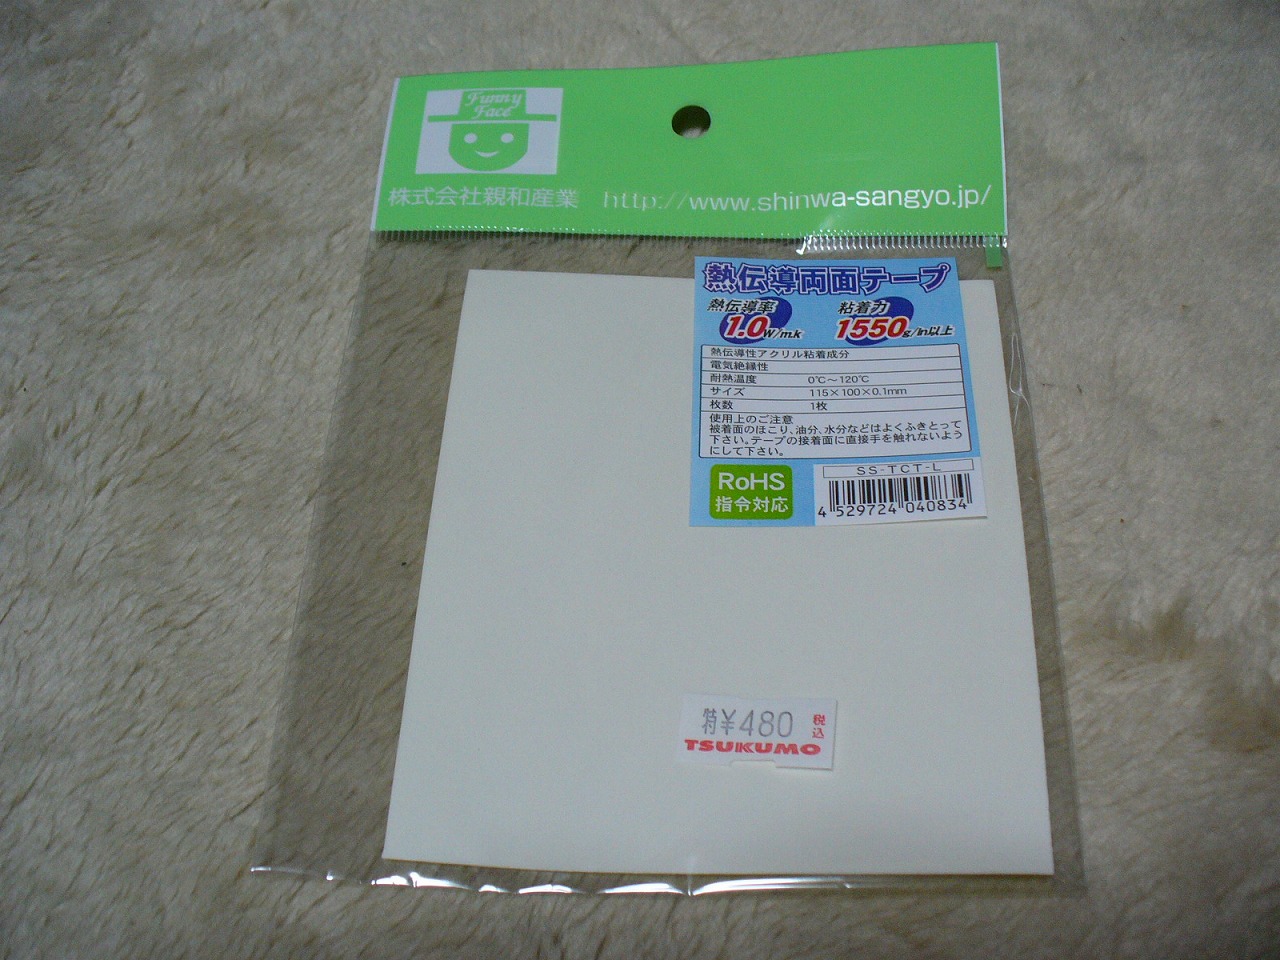 Funny
Face
株式会社親和産業 http://www.shinwa-sangyo.jp/
熱伝導両面テープ
熱伝導率 粘着力
1.0W/m.k 1550g/in以上
熱伝導性アクリル粘着成分
電気絶縁性
耐熱温度 0℃～120℃
サイズ 115×100×0.1mm
枚数 1枚
使用上のご注意
被着面のほこり、油分、水分などはよくふきとって
下さい。テープの接着面に直接手を触れないよう
にして下さい。
RoHS
指令対応
SS-TCT-L
4 529724 040834
特¥480 税込
TSUKUMO